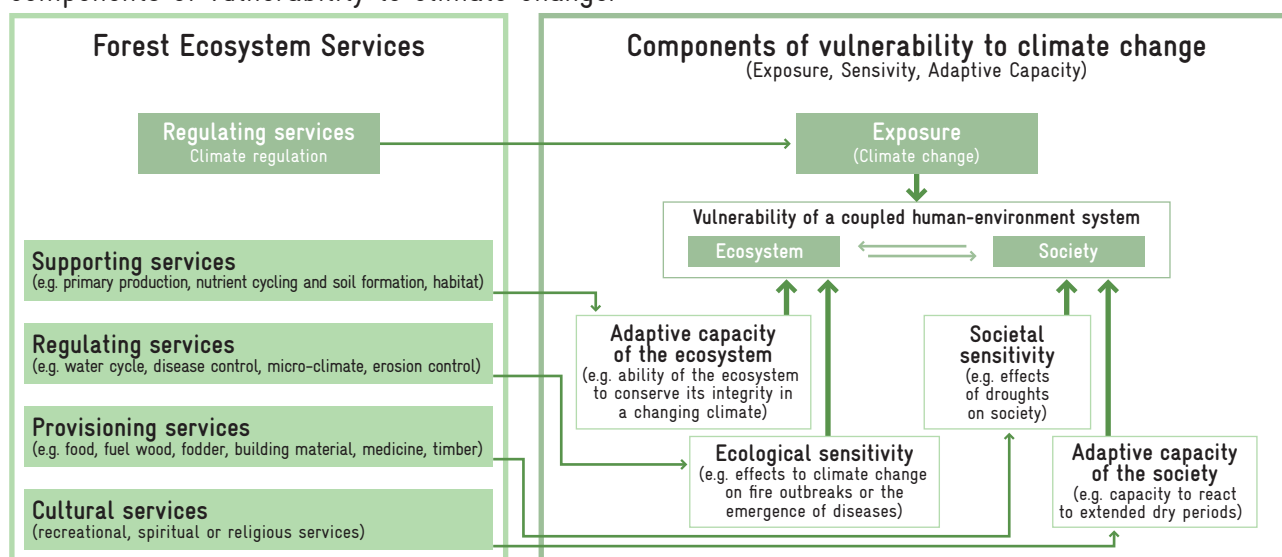 components of vulnerability to climate change.
Forest Ecosystem Services
Regulating services
Climate regulation
Supporting services
(e.g. primary production, nutrient cycling and soil formation, habitat)
Regulating services
(e.g. water cycle, disease control, micro-climate, erosion control)
Provisioning services
(e.g. food, fuel wood, fodder, building material, medicine, timber)
Cultural services
(recreational, spiritual or religious services)
Components of vulnerability to climate change
(Exposure, Sensivity, Adaptive Capacity)
Exposure
(Climate change)
Vulnerability of a coupled human-environment system
Ecosystem
Society
Adaptive capacity
of the ecosystem
(e.g. ability of the ecosystem
to conserve its integrity in
a changing climate)
Societal
sensitivity
(e.g. effects
of droughts
on society)
Ecological sensitivity
(e.g. effects to climate change
on fire outbreaks or the
emergence of diseases)
Adaptive capacity
of the society
(e.g. capacity to react
to extended dry periods)